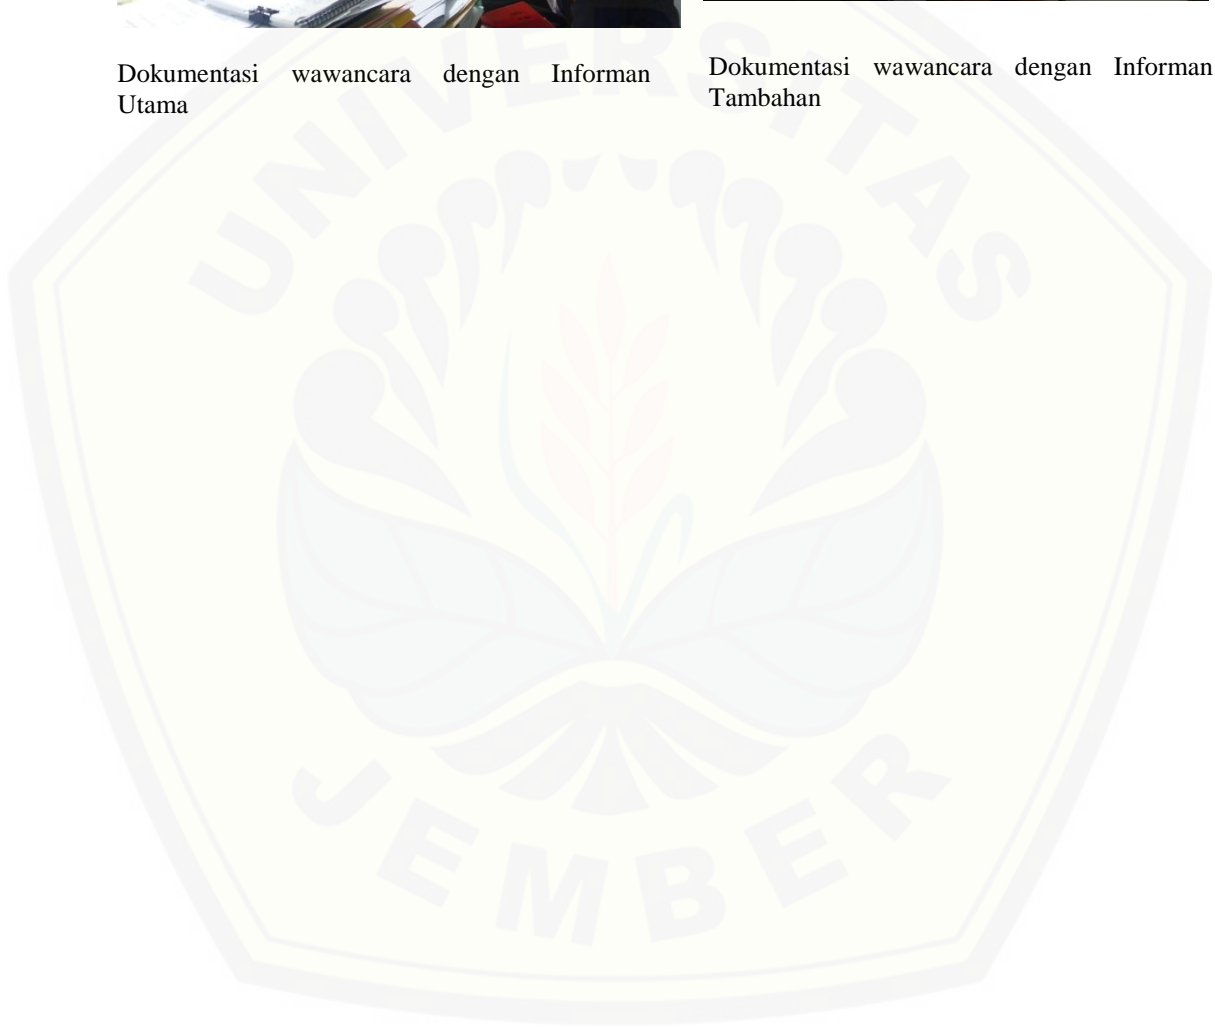 Dokumentasi wawancara dengan Informan
Utama
Dokumentasi wawancara dengan Informan
Tambahan
UNIVERSITAS
JEMBER